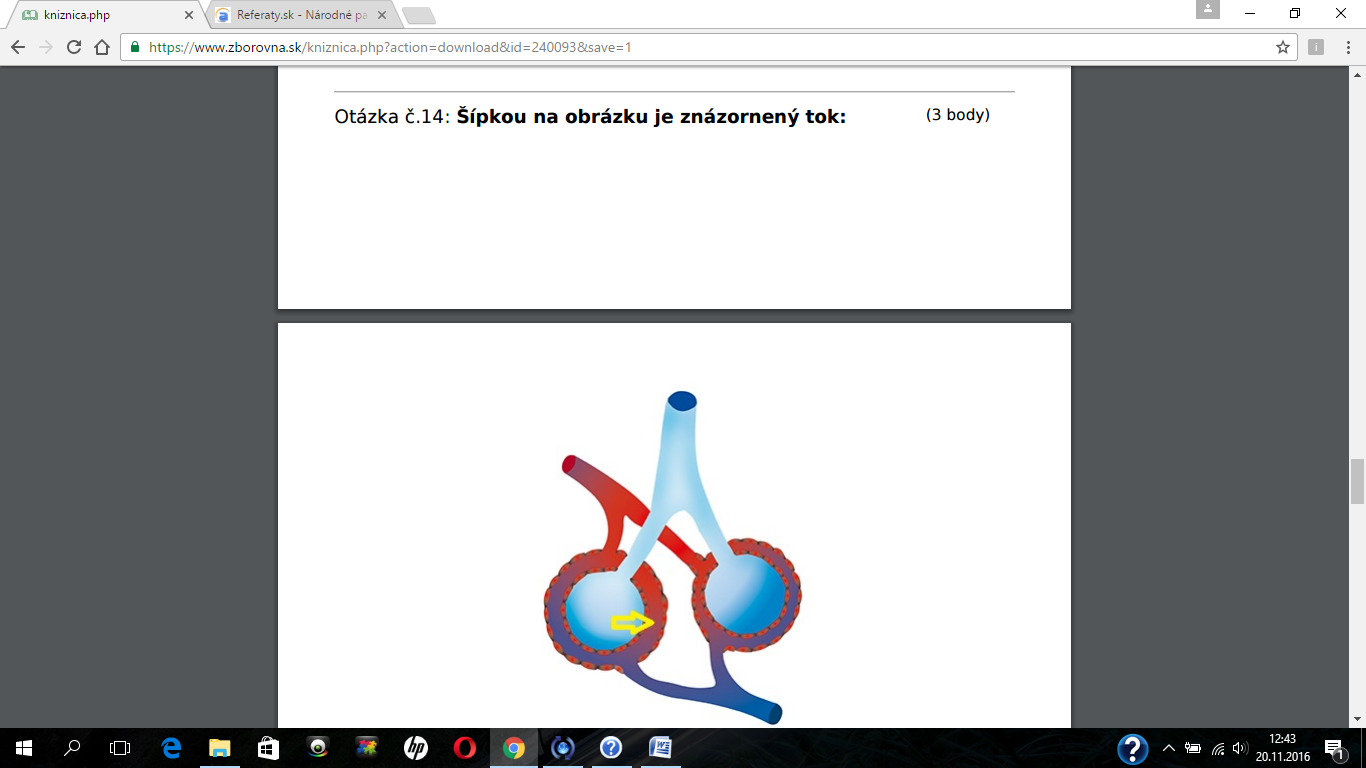 kniznica.php
Referaty.sk - Národné pa
https://www.zborovna.sk/kniznica.php?action=download&id=240093&save=1
Otázka č.14: Šípkou na obrázku je znázornený tok: (3 body)
12:43
20.11.2016